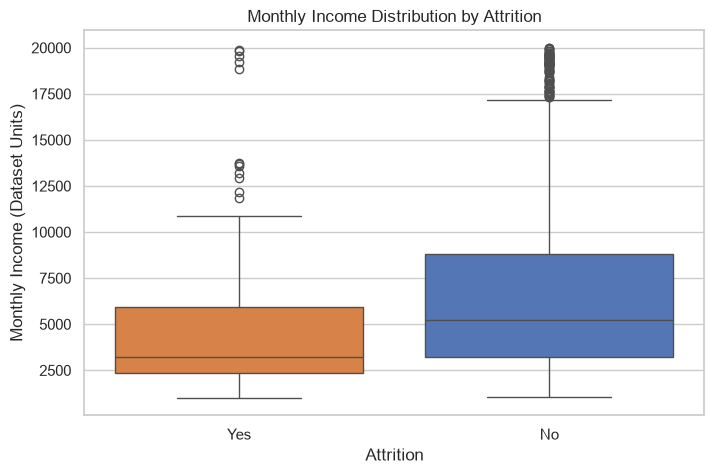 Monthly Income Distribution by Attrition
Monthly Income (Dataset Units)
20000
17500
15000
12500
10000
7500
5000
2500
Yes No
Attrition